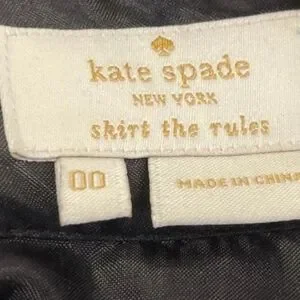 kate spade
NEW YORK
skirt the rules
00
MADE IN CHINA